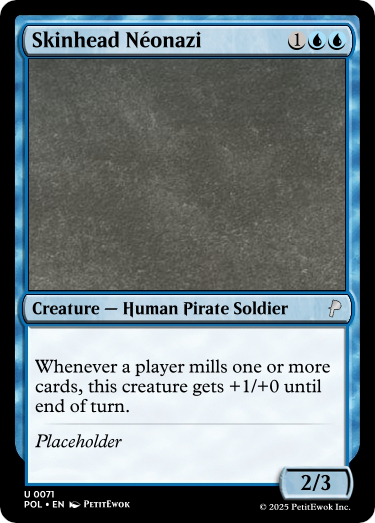 Skinhead Néonazi 1
Creature — Human Pirate Soldier
Whenever a player mills one or more
cards, this creature gets +1/+0 until
end of turn.
Placeholder
2/3
U 0071
POL • EN PETITEWOK
© 2025 PetitEwok Inc.